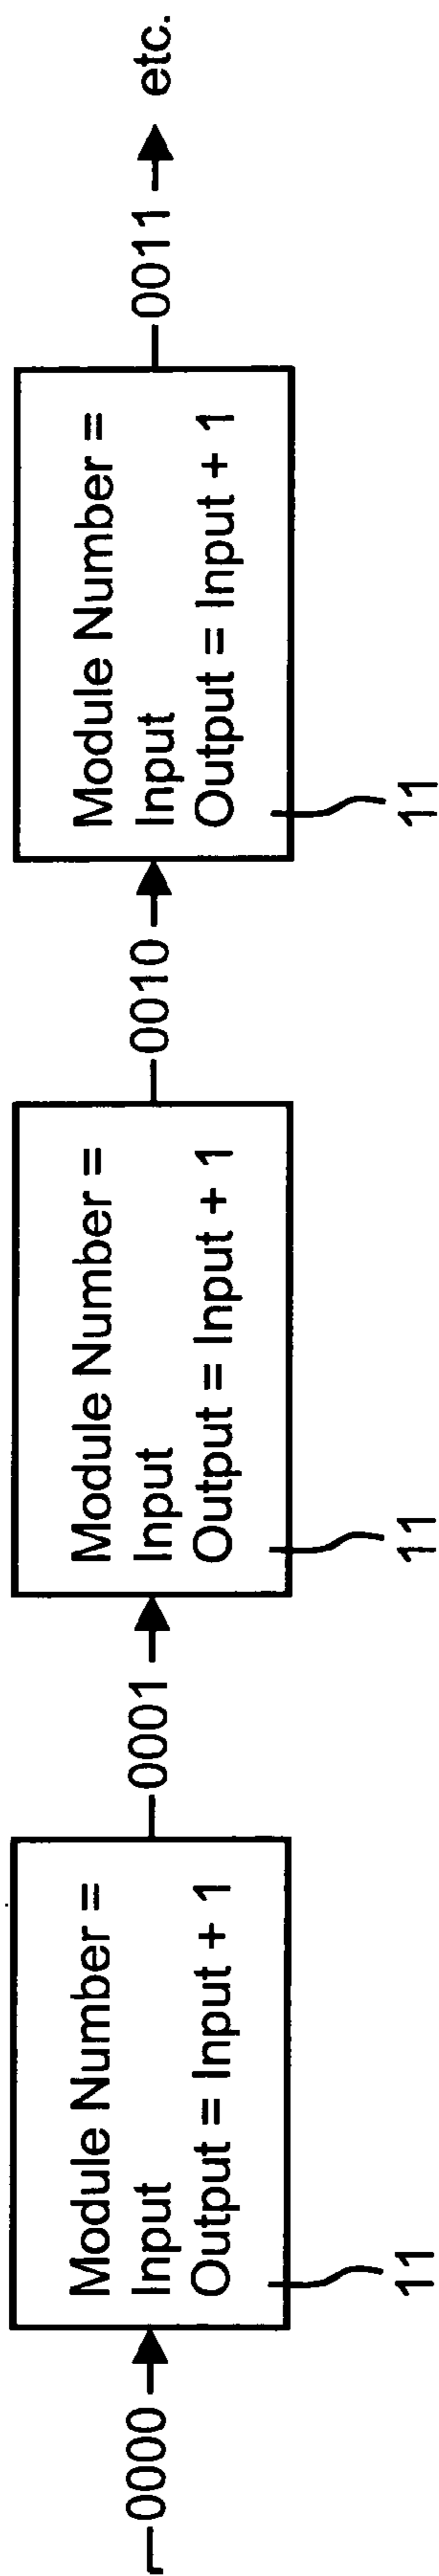 0000
Module Number =
Input
Output = Input + 1
11
0001
Module Number =
Input
Output = Input + 1
11
0010
Module Number =
Input
Output = Input + 1
11
0011
etc.